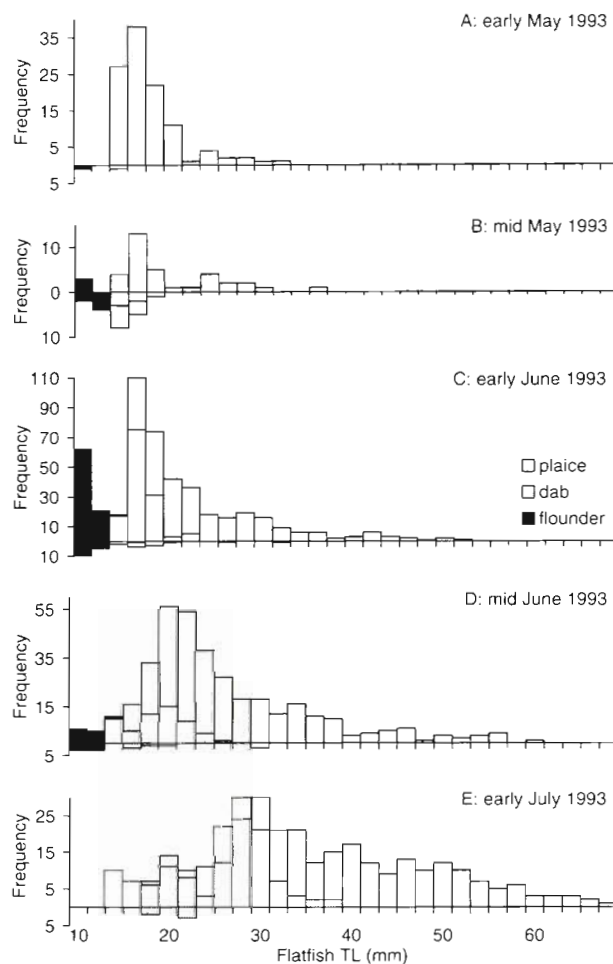 A: early May 1993
Frequency
35
25
15
5
5
B: mid May 1993
Frequency
10
0
10
C: early June 1993
Frequency
110
90
70
50
30
10
10
plaice
dab
flounder
D: mid June 1993
Frequency
55
35
15
5
E: early July 1993
Frequency
25
15
5
5
10 20 30 40 50 60
Flatfish TL (mm)